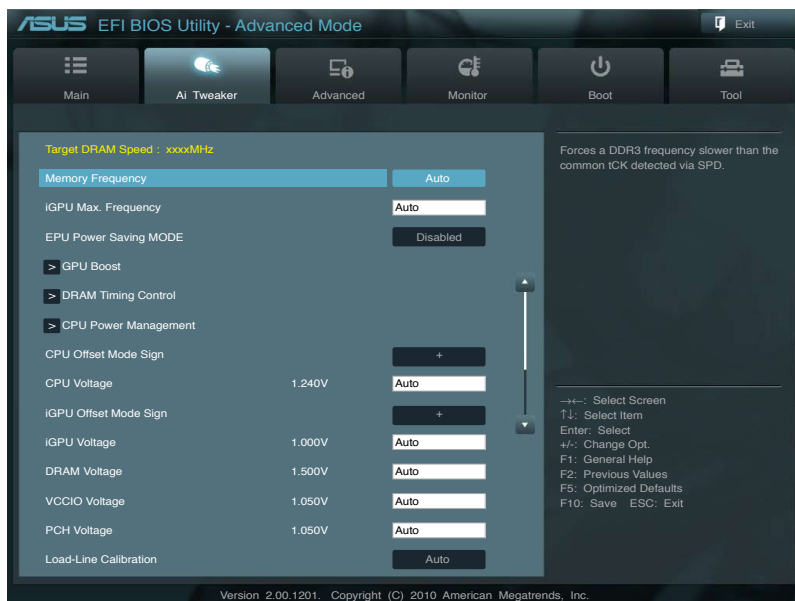 ASUS EFI BIOS Utility - Advanced Mode
Exit
Main
Ai Tweaker
Advanced
Monitor
Boot
Tool
Target DRAM Speed : xxxxMHz
Memory Frequency Auto
iGPU Max. Frequency Auto
EPU Power Saving MODE Disabled
> GPU Boost
> DRAM Timing Control
> CPU Power Management
CPU Offset Mode Sign +
CPU Voltage 1.240V Auto
iGPU Offset Mode Sign +
iGPU Voltage 1.000V Auto
DRAM Voltage 1.500V Auto
VCCIO Voltage 1.050V Auto
PCH Voltage 1.050V Auto
Load-Line Calibration Auto
Forces a DDR3 frequency slower than the
common tCK detected via SPD.
→←: Select Screen
↑↓: Select Item
Enter: Select
+/-: Change Opt.
F1: General Help
F2: Previous Values
F5: Optimized Defaults
F10: Save ESC: Exit
Version 2.00.1201. Copyright (C) 2010 American Megatrends, Inc.